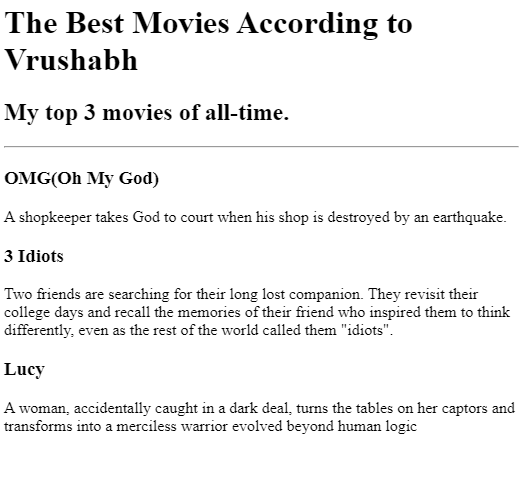 The Best Movies According to
Vrushabh
My top 3 movies of all-time.
OMG(Oh My God)
A shopkeeper takes God to court when his shop is destroyed by an earthquake.
3 Idiots
Two friends are searching for their long lost companion. They revisit their
college days and recall the memories of their friend who inspired them to think
differently, even as the rest of the world called them "idiots".
Lucy
A woman, accidentally caught in a dark deal, turns the tables on her captors and
transforms into a merciless warrior evolved beyond human logic